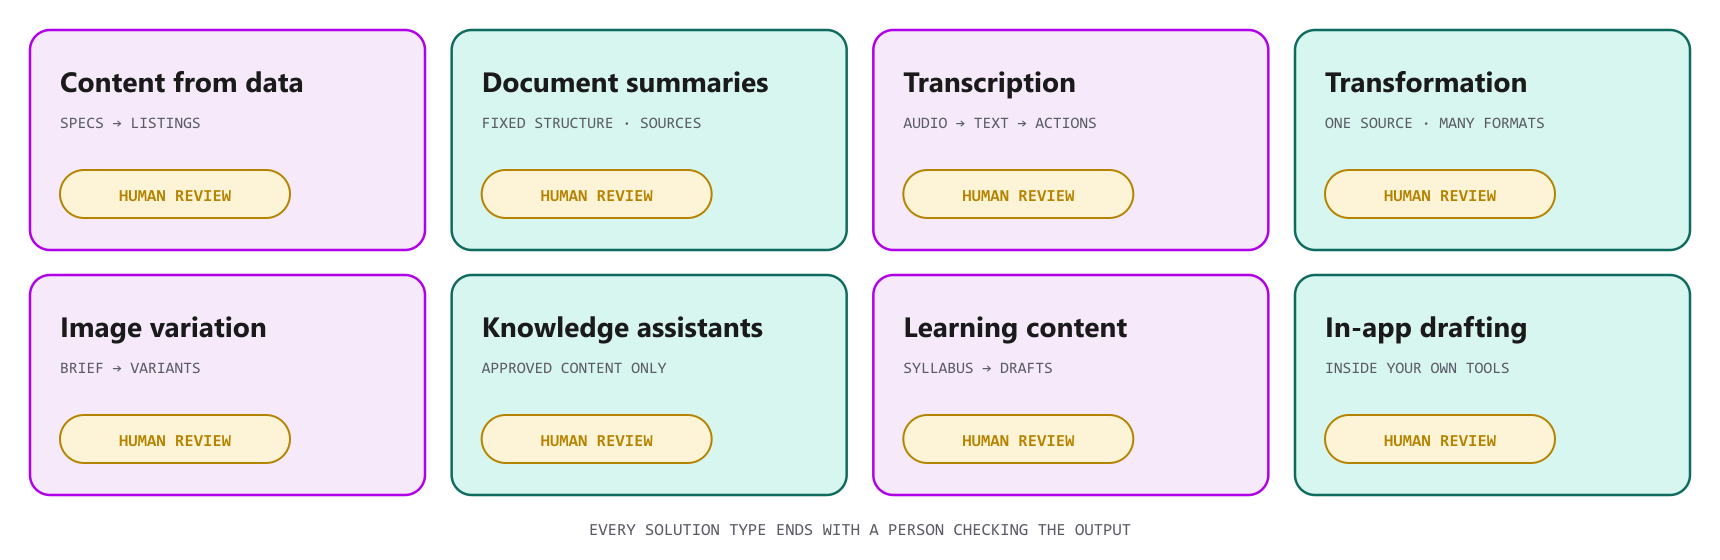 Content from data
SPECS → LISTINGS
HUMAN REVIEW
Document summaries
FIXED STRUCTURE · SOURCES
HUMAN REVIEW
Transcription
AUDIO → TEXT → ACTIONS
HUMAN REVIEW
Transformation
ONE SOURCE · MANY FORMATS
HUMAN REVIEW
Image variation
BRIEF → VARIANTS
HUMAN REVIEW
Knowledge assistants
APPROVED CONTENT ONLY
HUMAN REVIEW
Learning content
SYLLABUS → DRAFTS
HUMAN REVIEW
In-app drafting
INSIDE YOUR OWN TOOLS
HUMAN REVIEW
EVERY SOLUTION TYPE ENDS WITH A PERSON CHECKING THE OUTPUT